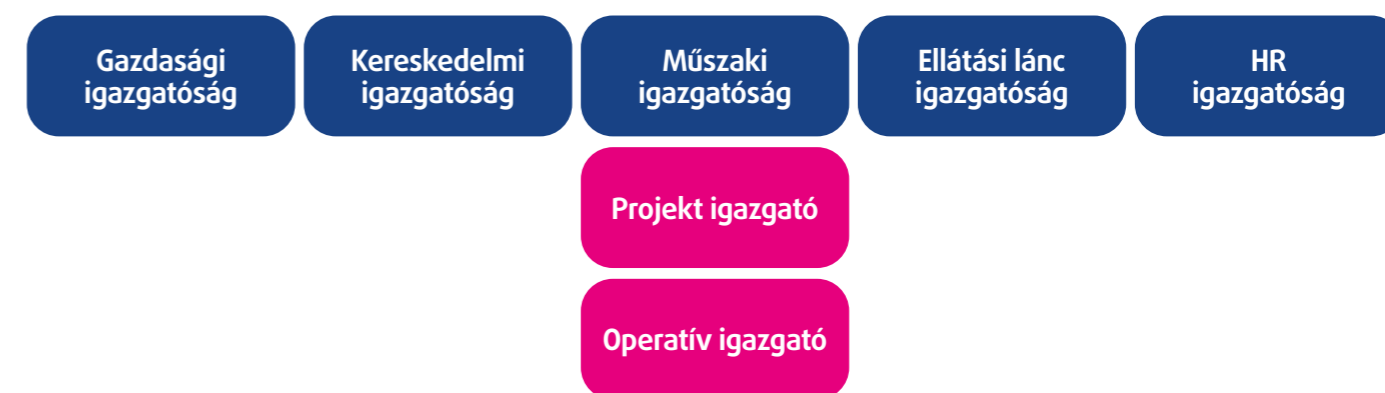 Gazdasági
igazgatóság
Kereskedelmi
igazgatóság
Műszaki
igazgatóság
Ellátási lánc
igazgatóság
HR
igazgatóság
Projekt igazgató
Operatív igazgató